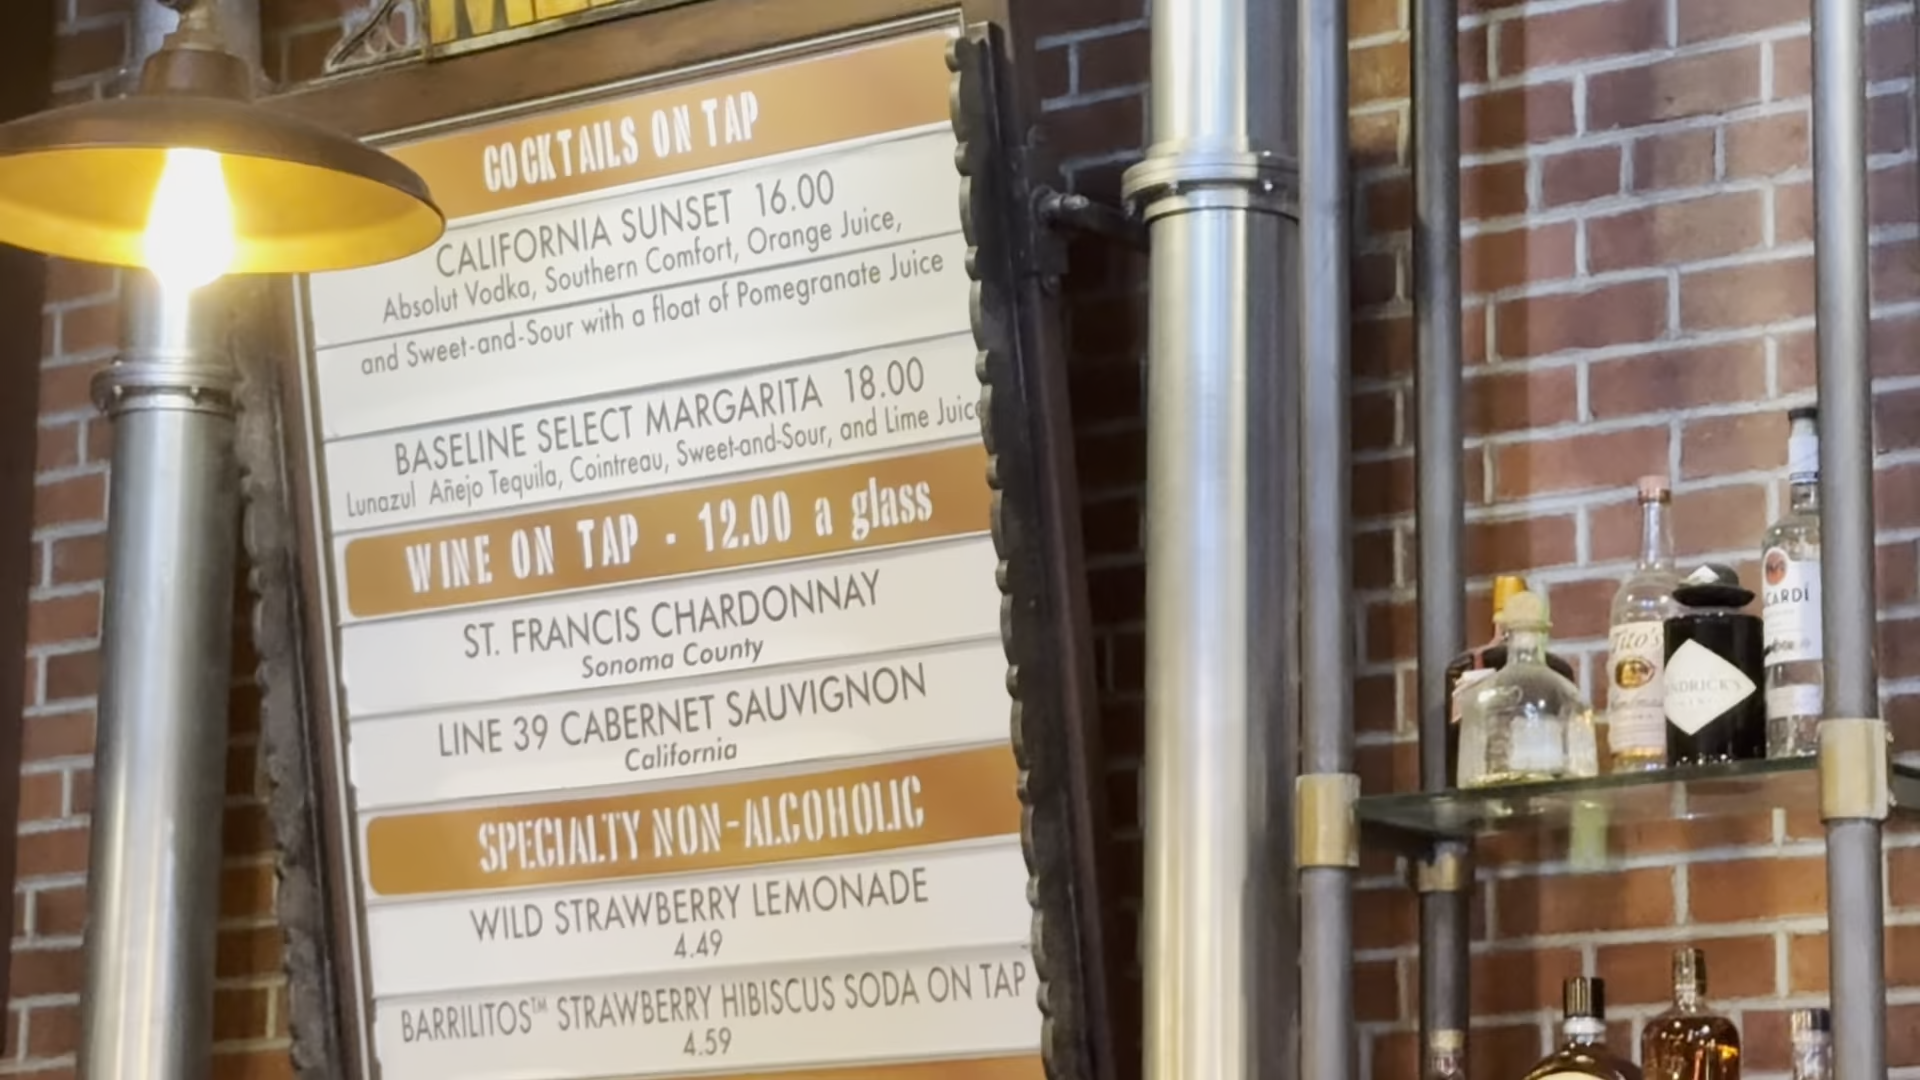 COCKTAILS ON TAP
CALIFORNIA SUNSET 16.00
Absolut Vodka, Southern Comfort, Orange Juice,
and Sweet-and-Sour with a float of Pomegranate Juice
BASELINE SELECT MARGARITA 18.00
Lunazul Añejo Tequila, Cointreau, Sweet-and-Sour, and Lime Juice
WINE ON TAP - 12.00 a glass
ST. FRANCIS CHARDONNAY
Sonoma County
LINE 39 CABERNET SAUVIGNON
California
SPECIALTY NON-ALCOHOLIC
WILD STRAWBERRY LEMONADE
4.49
BARRILITOS™ STRAWBERRY HIBISCUS SODA ON TAP
4.59
Tito's